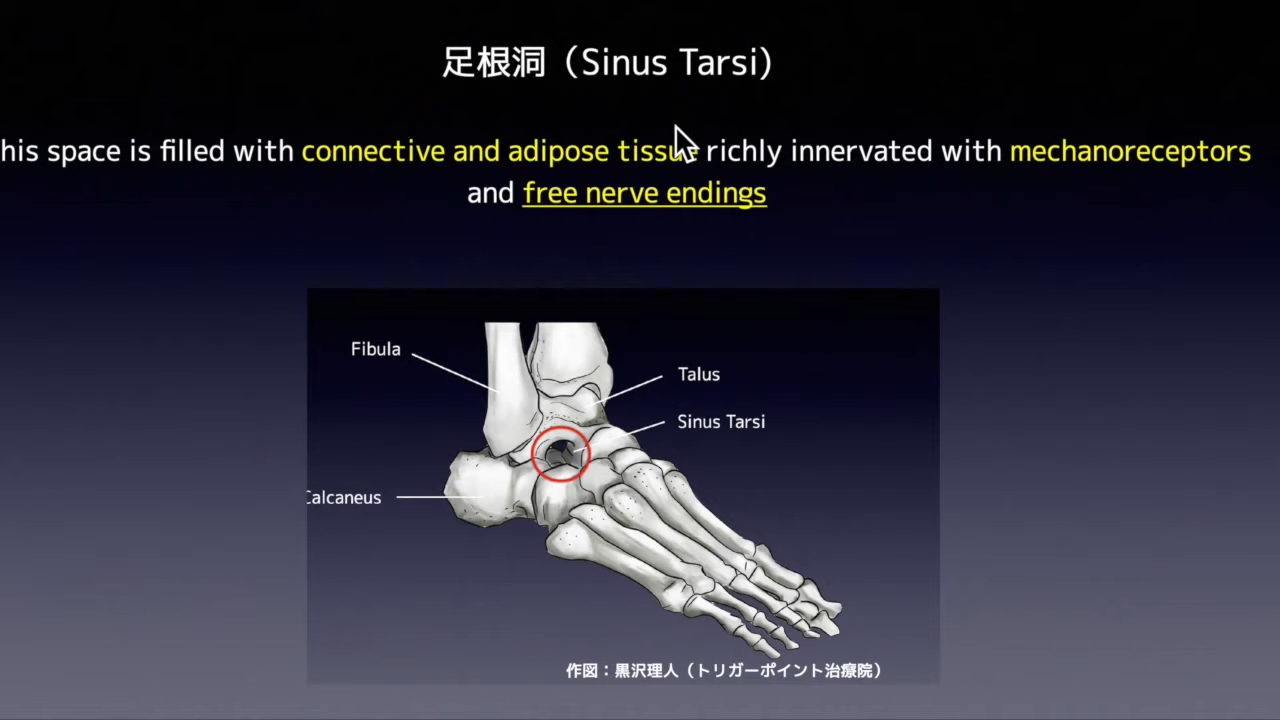 足根洞（Sinus Tarsi）
his space is filled with connective and adipose tissue richly innervated with mechanoreceptors
and free nerve endings
Fibula
Talus
Sinus Tarsi
Calcaneus
作図：黒沢理人（トリガーポイント治療院）